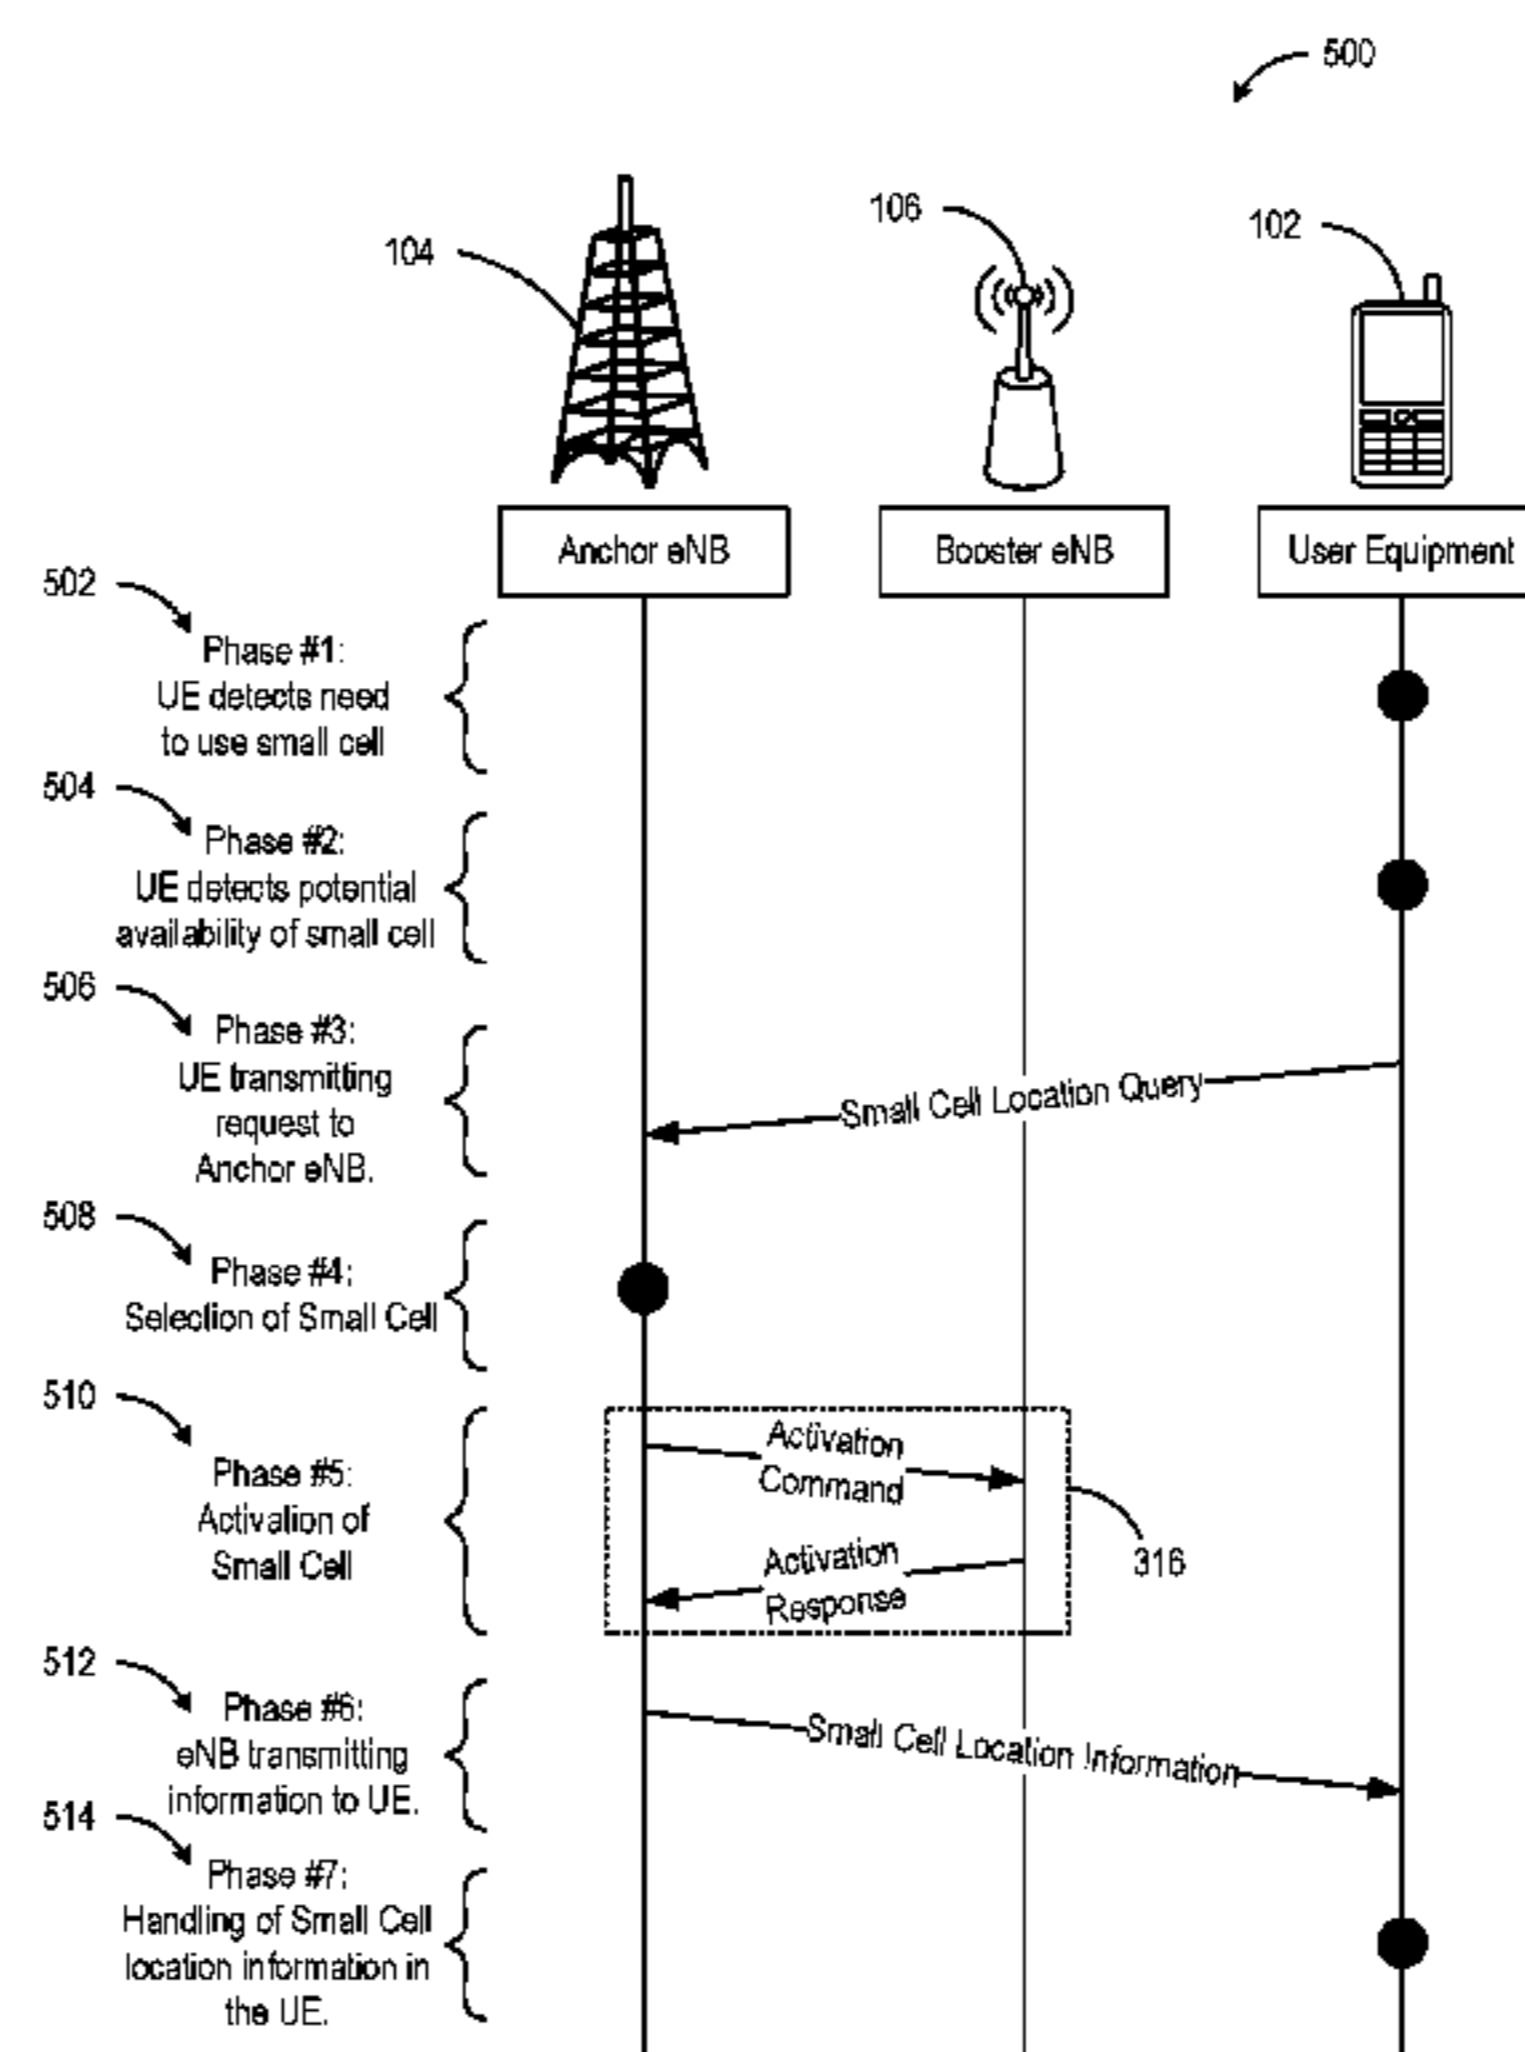 500
106
102
104
Anchor eNB
Booster eNB
User Equipment
502
Phase #1:
UE detects need
to use small cell
504
Phase #2:
UE detects potential
availability of small cell
506
Phase #3:
UE transmitting
request to
Anchor eNB.
Small Cell Location Query
508
Phase #4:
Selection of Small Cell
510
Phase #5:
Activation of
Small Cell
Activation
Command
Activation
Response
316
512
Phase #6:
eNB transmitting
information to UE.
Small Cell Location Information
514
Phase #7:
Handling of Small Cell
location information in
the UE.